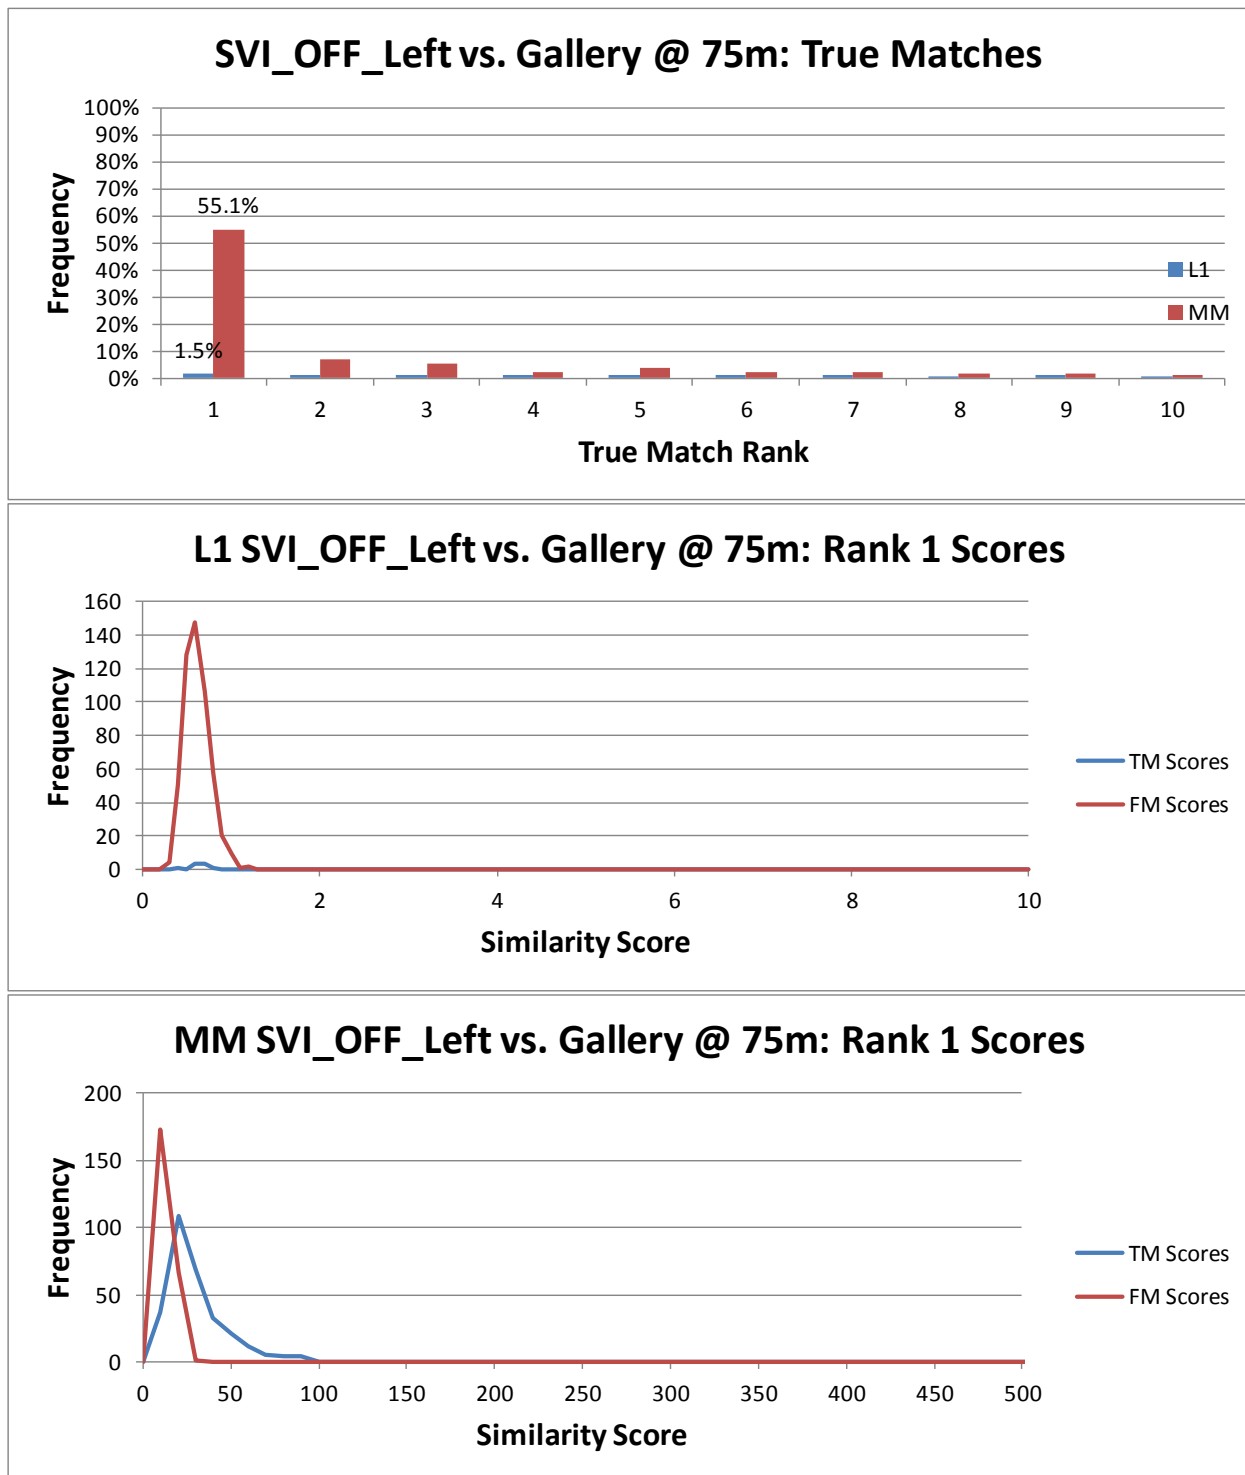 SVI_OFF_Left vs. Gallery @ 75m: True Matches
100%
90%
80%
70%
60%
50%
40%
30%
20%
10%
0%
Frequency
55.1%
1.5%
L1
MM
1 2 3 4 5 6 7 8 9 10
True Match Rank
L1 SVI_OFF_Left vs. Gallery @ 75m: Rank 1 Scores
160
140
120
100
80
60
40
20
0
Frequency
TM Scores
FM Scores
0 2 4 6 8 10
Similarity Score
MM SVI_OFF_Left vs. Gallery @ 75m: Rank 1 Scores
200
150
100
50
0
Frequency
TM Scores
FM Scores
0 50 100 150 200 250 300 350 400 450 500
Similarity Score